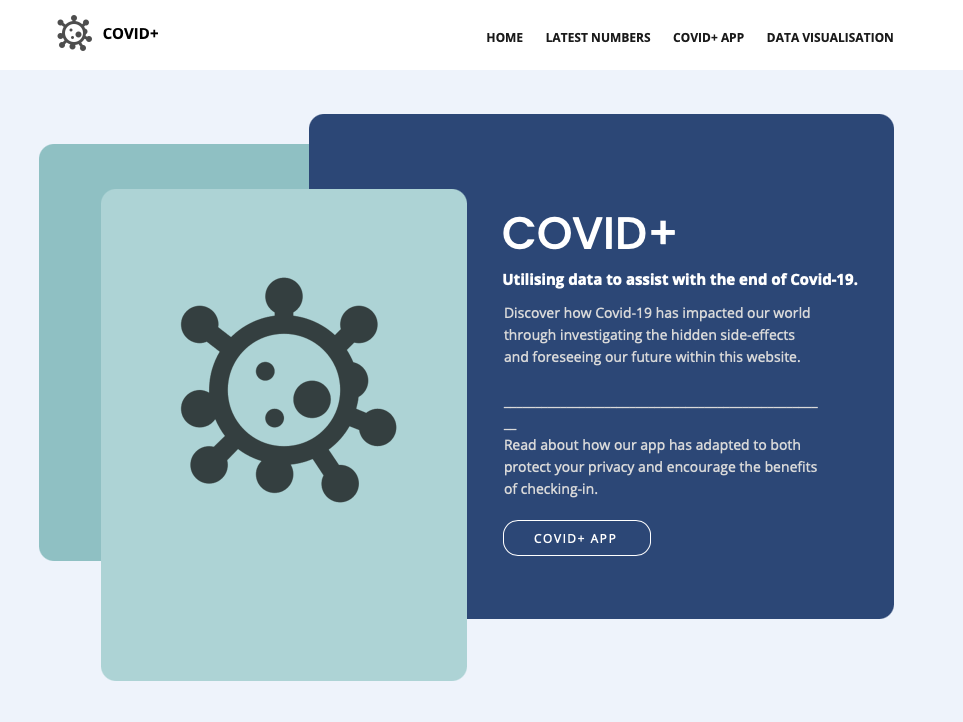 COVID+
HOME LATEST NUMBERS COVID+ APP DATA VISUALISATION
COVID+
Utilising data to assist with the end of Covid-19.
Discover how Covid-19 has impacted our world
through investigating the hidden side-effects
and foreseeing our future within this website.
Read about how our app has adapted to both
protect your privacy and encourage the benefits
of checking-in.
COVID+ APP